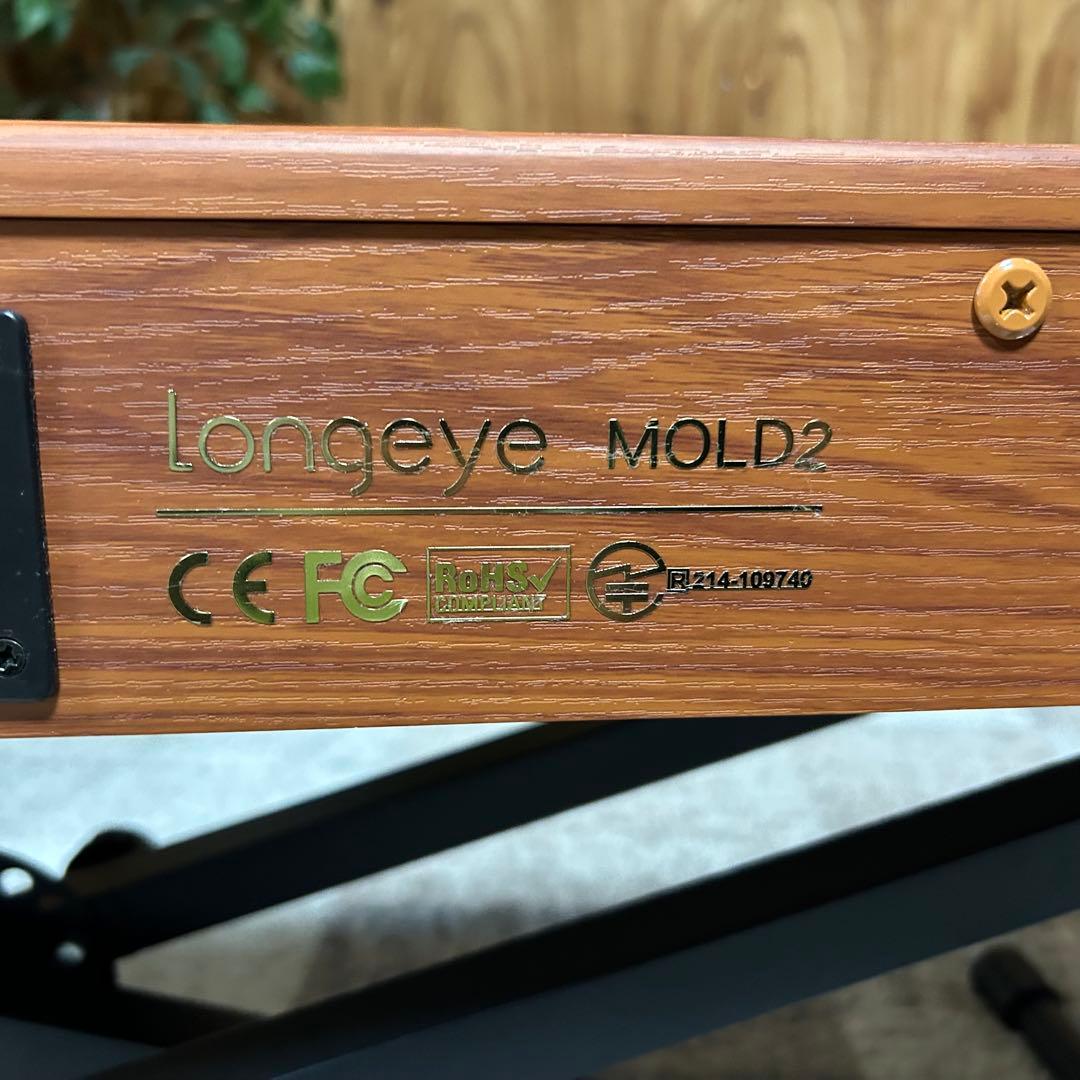 Longeye MOLD2
CE FC RoHS R 214-109740
COMPLIANT